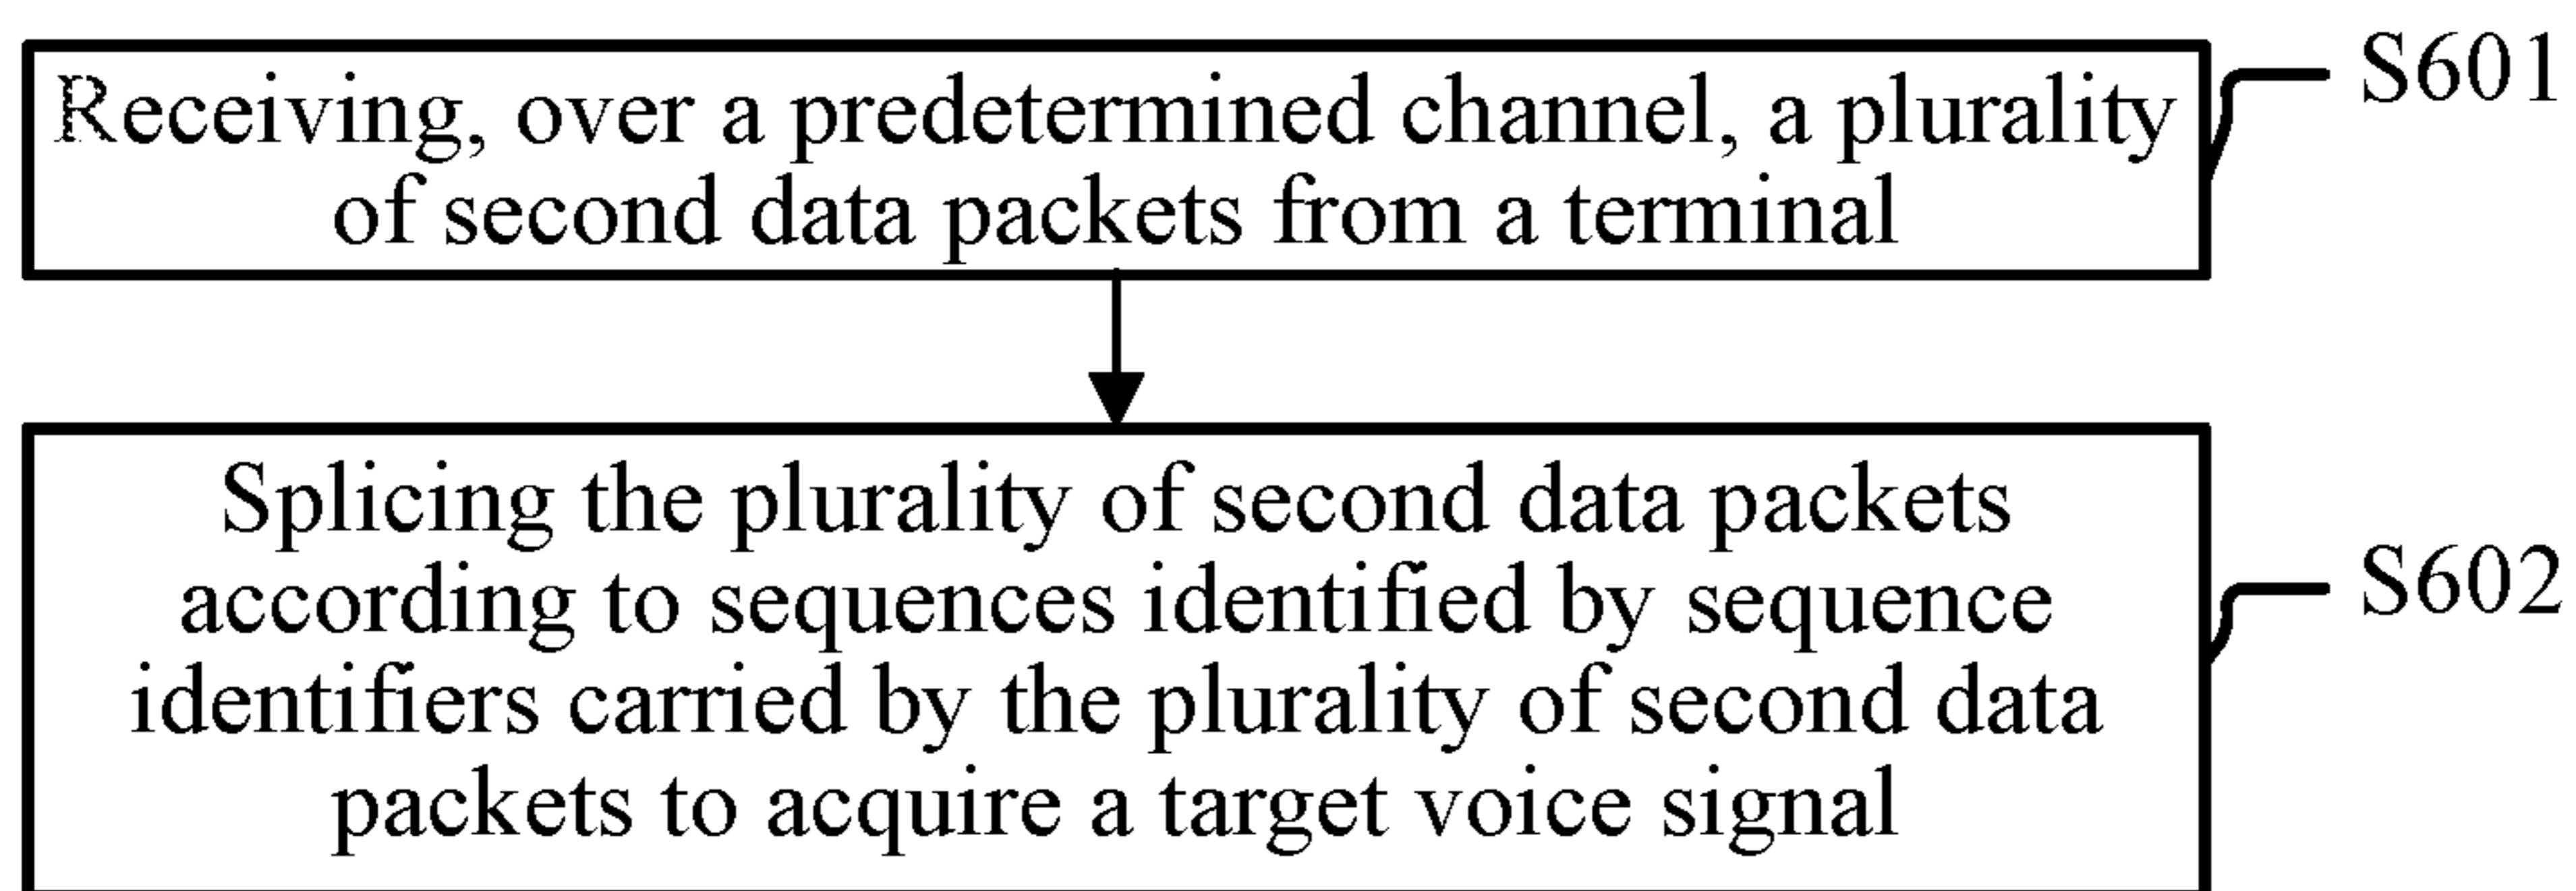 Receiving, over a predetermined channel, a plurality
of second data packets from a terminal
S601
Splicing the plurality of second data packets
according to sequences identified by sequence
identifiers carried by the plurality of second data
packets to acquire a target voice signal
S602